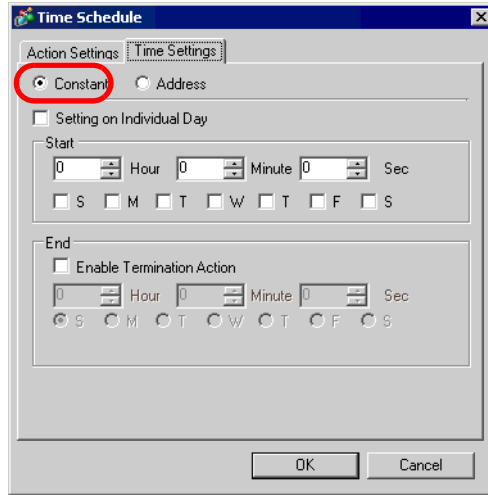 Time Schedule
Action Settings Time Settings
Constant Address
Setting on Individual Day
Start
0 Hour 0 Minute 0 Sec
S M T W T F S
End
Enable Termination Action
0 Hour 0 Minute 0 Sec
S M T W T F S
OK Cancel